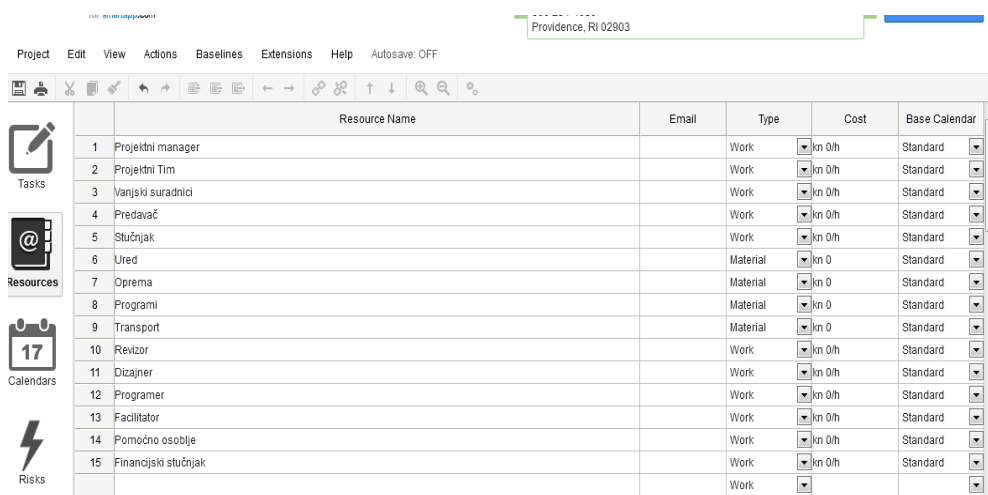 for smartapp.com
Providence, RI 02903
Project Edit View Actions Baselines Extensions Help Autosave: OFF
Resource Name Email Type Cost Base Calendar
1 Projektni manager Work kn 0/h Standard
2 Projektni Tim Work kn 0/h Standard
3 Vanjski suradnici Work kn 0/h Standard
4 Predavač Work kn 0/h Standard
5 Stučnjak Work kn 0/h Standard
6 Ured Material kn 0 Standard
7 Oprema Material kn 0 Standard
8 Programi Material kn 0 Standard
9 Transport Material kn 0 Standard
10 Revizor Work kn 0/h Standard
11 Dizajner Work kn 0/h Standard
12 Programer Work kn 0/h Standard
13 Facilitator Work kn 0/h Standard
14 Pomoćno osoblje Work kn 0/h Standard
15 Financijski stučnjak Work kn 0/h Standard
Work
Tasks
@
Resources
17
Calendars
Risks